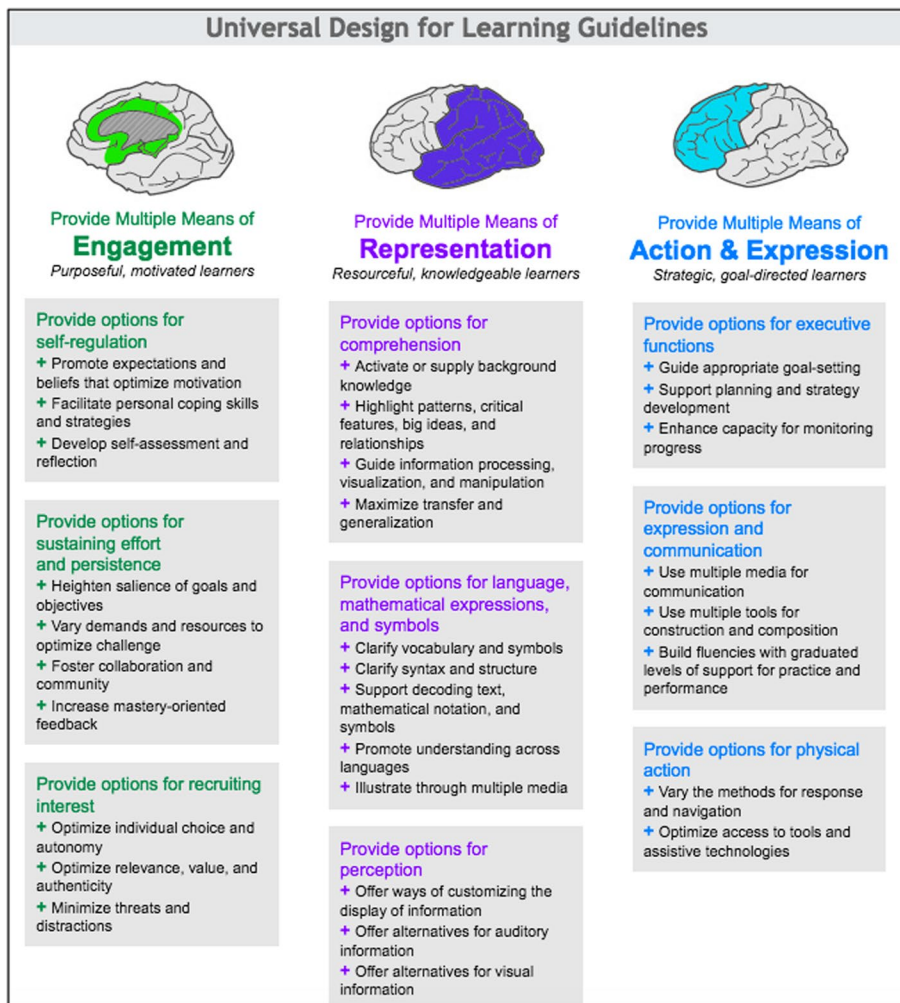 Universal Design for Learning Guidelines
Provide Multiple Means of
Engagement
Purposeful, motivated learners
Provide options for
self-regulation
+ Promote expectations and
beliefs that optimize motivation
+ Facilitate personal coping skills
and strategies
+ Develop self-assessment and
reflection
Provide options for
sustaining effort
and persistence
+ Heighten salience of goals and
objectives
+ Vary demands and resources to
optimize challenge
+ Foster collaboration and
community
+ Increase mastery-oriented
feedback
Provide options for recruiting
interest
+ Optimize individual choice and
autonomy
+ Optimize relevance, value, and
authenticity
+ Minimize threats and
distractions
Provide Multiple Means of
Representation
Resourceful, knowledgeable learners
Provide options for
comprehension
+ Activate or supply background
knowledge
+ Highlight patterns, critical
features, big ideas, and
relationships
+ Guide information processing,
visualization, and manipulation
+ Maximize transfer and
generalization
Provide options for language,
mathematical expressions,
and symbols
+ Clarify vocabulary and symbols
+ Clarify syntax and structure
+ Support decoding text,
mathematical notation, and
symbols
+ Promote understanding across
languages
+ Illustrate through multiple media
Provide options for
perception
+ Offer ways of customizing the
display of information
+ Offer alternatives for auditory
information
+ Offer alternatives for visual
information
Provide Multiple Means of
Action & Expression
Strategic, goal-directed learners
Provide options for executive
functions
+ Guide appropriate goal-setting
+ Support planning and strategy
development
+ Enhance capacity for monitoring
progress
Provide options for
expression and
communication
+ Use multiple media for
communication
+ Use multiple tools for
construction and composition
+ Build fluencies with graduated
levels of support for practice and
performance
Provide options for physical
action
+ Vary the methods for response
and navigation
+ Optimize access to tools and
assistive technologies